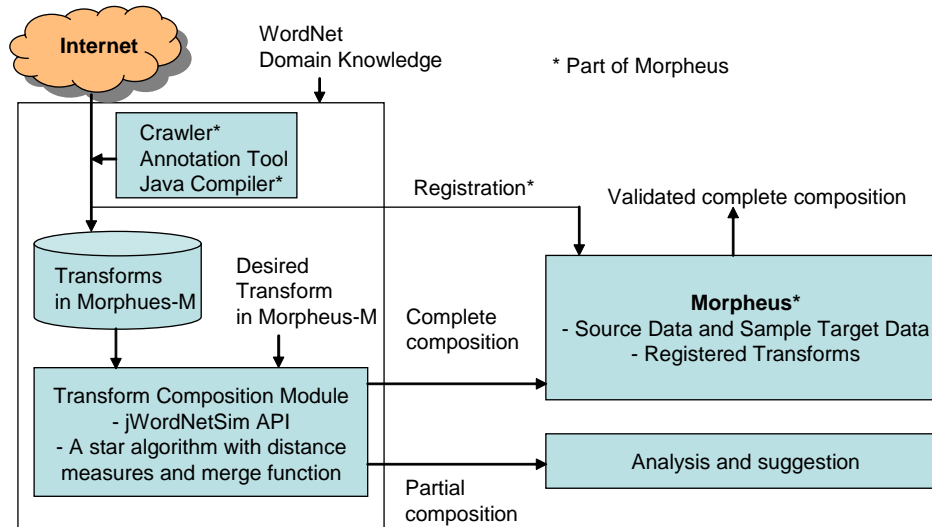 Internet
WordNet
Domain Knowledge
* Part of Morpheus
Crawler*
Annotation Tool
Java Compiler*
Registration*
Validated complete composition
Transforms
in Morphues-M
Desired
Transform
in Morpheus-M
Complete
composition
Morpheus*
- Source Data and Sample Target Data
- Registered Transforms
Transform Composition Module
- jWordNetSim API
- A star algorithm with distance
measures and merge function
Analysis and suggestion
Partial
composition